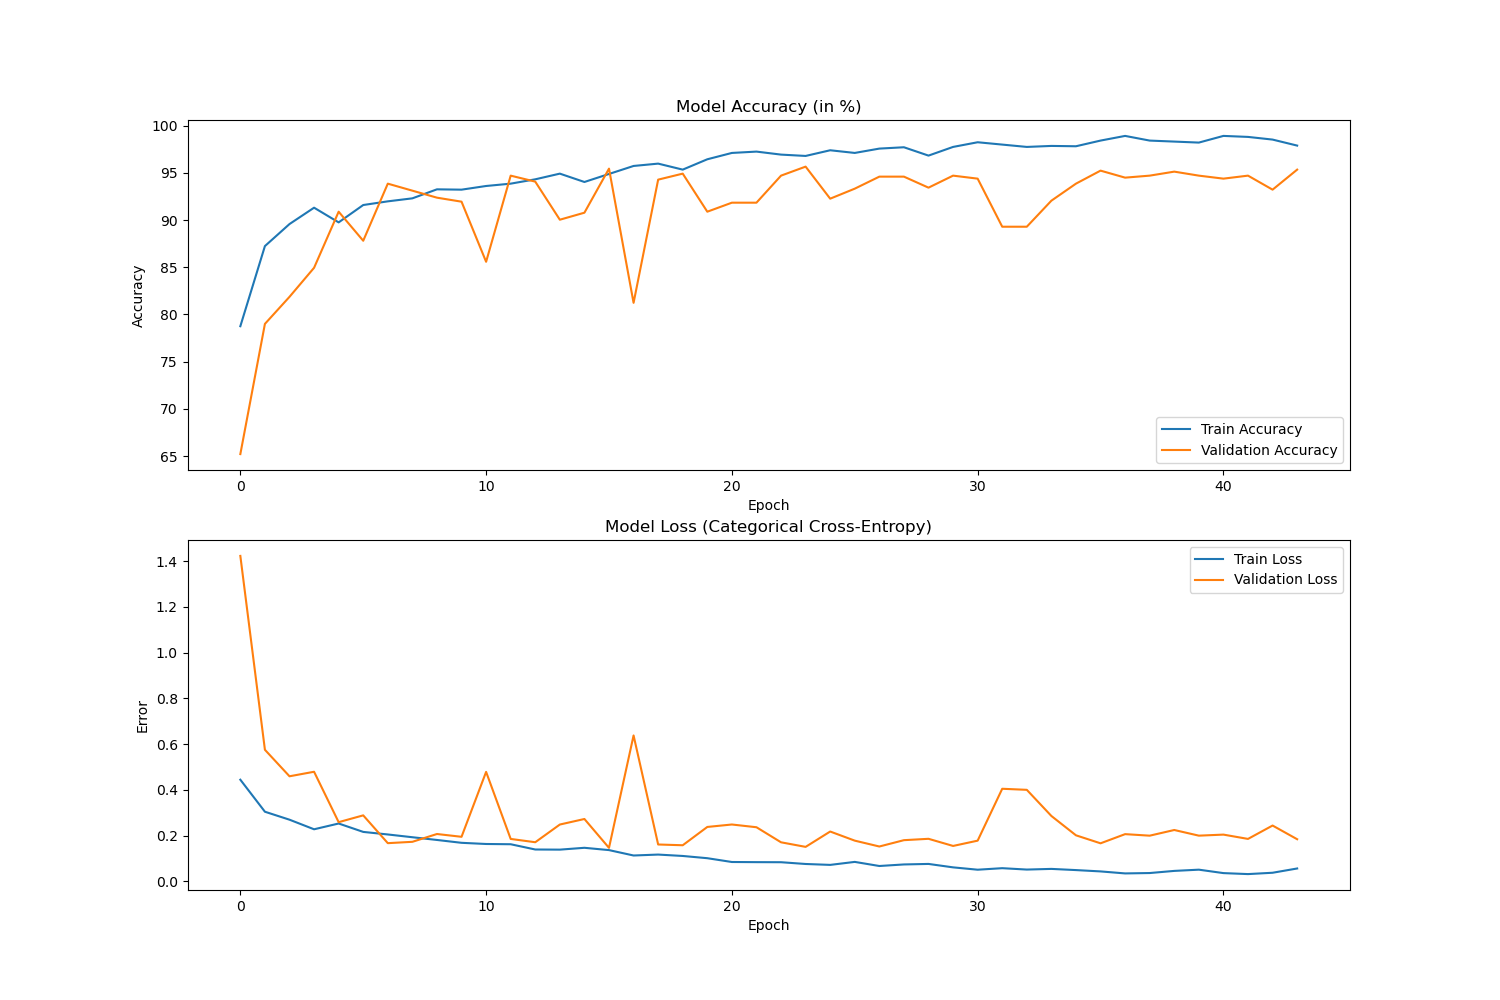 Model Accuracy (in %)
100
95
90
85
80
75
70
65
Accuracy
Train Accuracy
Validation Accuracy
0 10 20 30 40
Epoch
Model Loss (Categorical Cross-Entropy)
1.4
1.2
1.0
0.8
0.6
0.4
0.2
0.0
Error
Train Loss
Validation Loss
0 10 20 30 40
Epoch